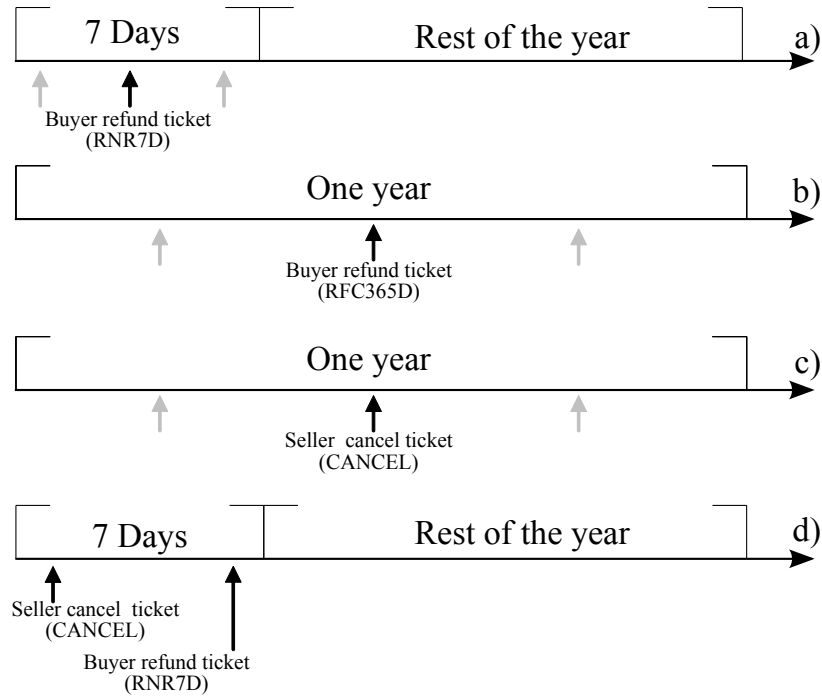 7 Days
Rest of the year
a)
Buyer refund ticket
(RNR7D)
One year
b)
Buyer refund ticket
(RFC365D)
One year
c)
Seller cancel ticket
(CANCEL)
7 Days
Rest of the year
d)
Seller cancel ticket
(CANCEL)
Buyer refund ticket
(RNR7D)